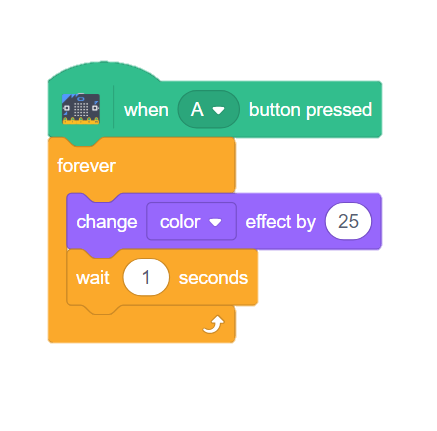 when A button pressed
forever
change color effect by 25
wait 1 seconds